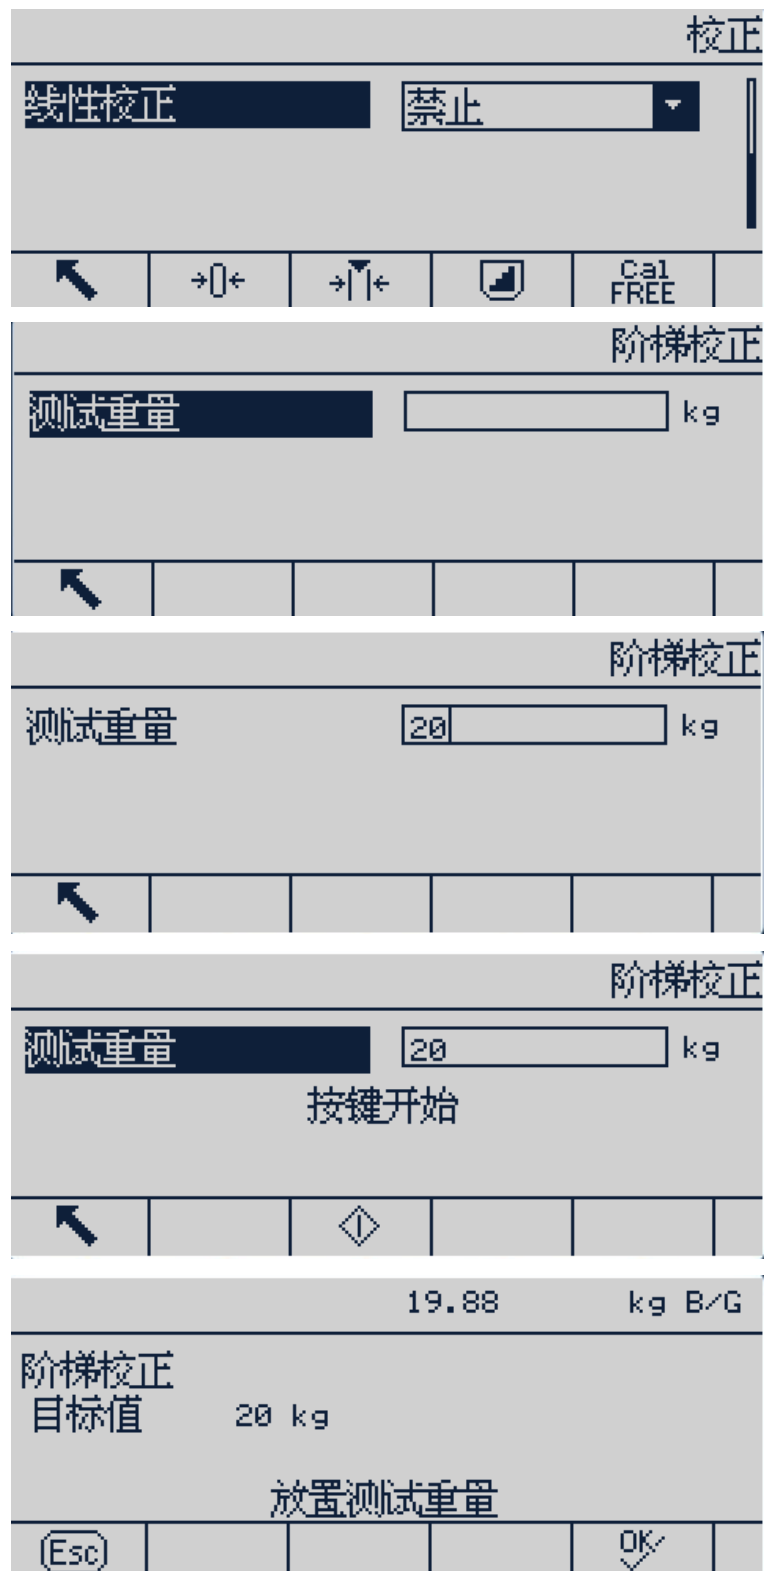 校正
线性校正 禁止
→0← →T← Cal FREE
阶梯校正
测试重量 kg
阶梯校正
测试重量 20 kg
阶梯校正
测试重量 20 kg
按键开始
19.88 kg B/G
阶梯校正
目标值 20 kg
放置测试重量
Esc OK